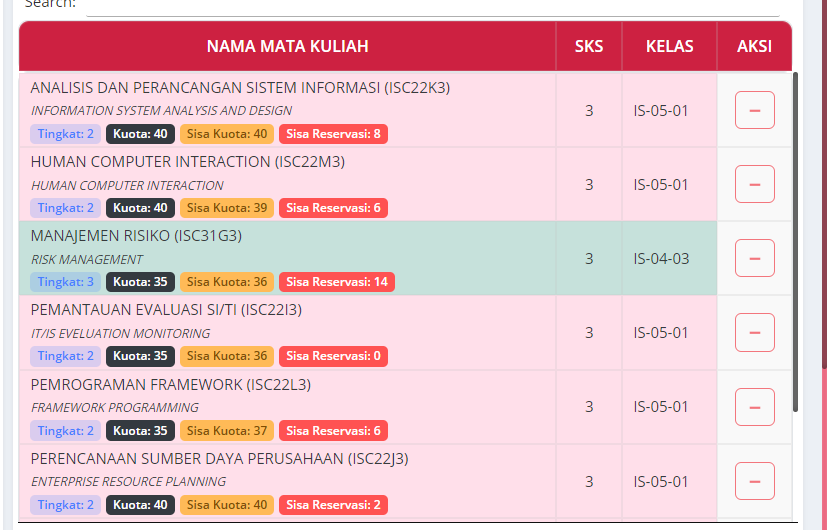 Search:
NAMA MATA KULIAH SKS KELAS AKSI
ANALISIS DAN PERANCANGAN SISTEM INFORMASI (ISC22K3)
INFORMATION SYSTEM ANALYSIS AND DESIGN
3 IS-05-01
Tingkat: 2 Kuota: 40 Sisa Kuota: 40 Sisa Reservasi: 8
HUMAN COMPUTER INTERACTION (ISC22M3)
HUMAN COMPUTER INTERACTION
3 IS-05-01
Tingkat: 2 Kuota: 40 Sisa Kuota: 39 Sisa Reservasi: 6
MANAJEMEN RISIKO (ISC31G3)
RISK MANAGEMENT
3 IS-04-03
Tingkat: 3 Kuota: 35 Sisa Kuota: 36 Sisa Reservasi: 14
PEMANTAUAN EVALUASI SI/TI (ISC22I3)
IT/IS EVELUATION MONITORING
3 IS-05-01
Tingkat: 2 Kuota: 35 Sisa Kuota: 36 Sisa Reservasi: 0
PEMROGRAMAN FRAMEWORK (ISC22L3)
FRAMEWORK PROGRAMMING
3 IS-05-01
Tingkat: 2 Kuota: 35 Sisa Kuota: 37 Sisa Reservasi: 6
PERENCANAAN SUMBER DAYA PERUSAHAAN (ISC22J3)
ENTERPRISE RESOURCE PLANNING
3 IS-05-01
Tingkat: 2 Kuota: 40 Sisa Kuota: 40 Sisa Reservasi: 2